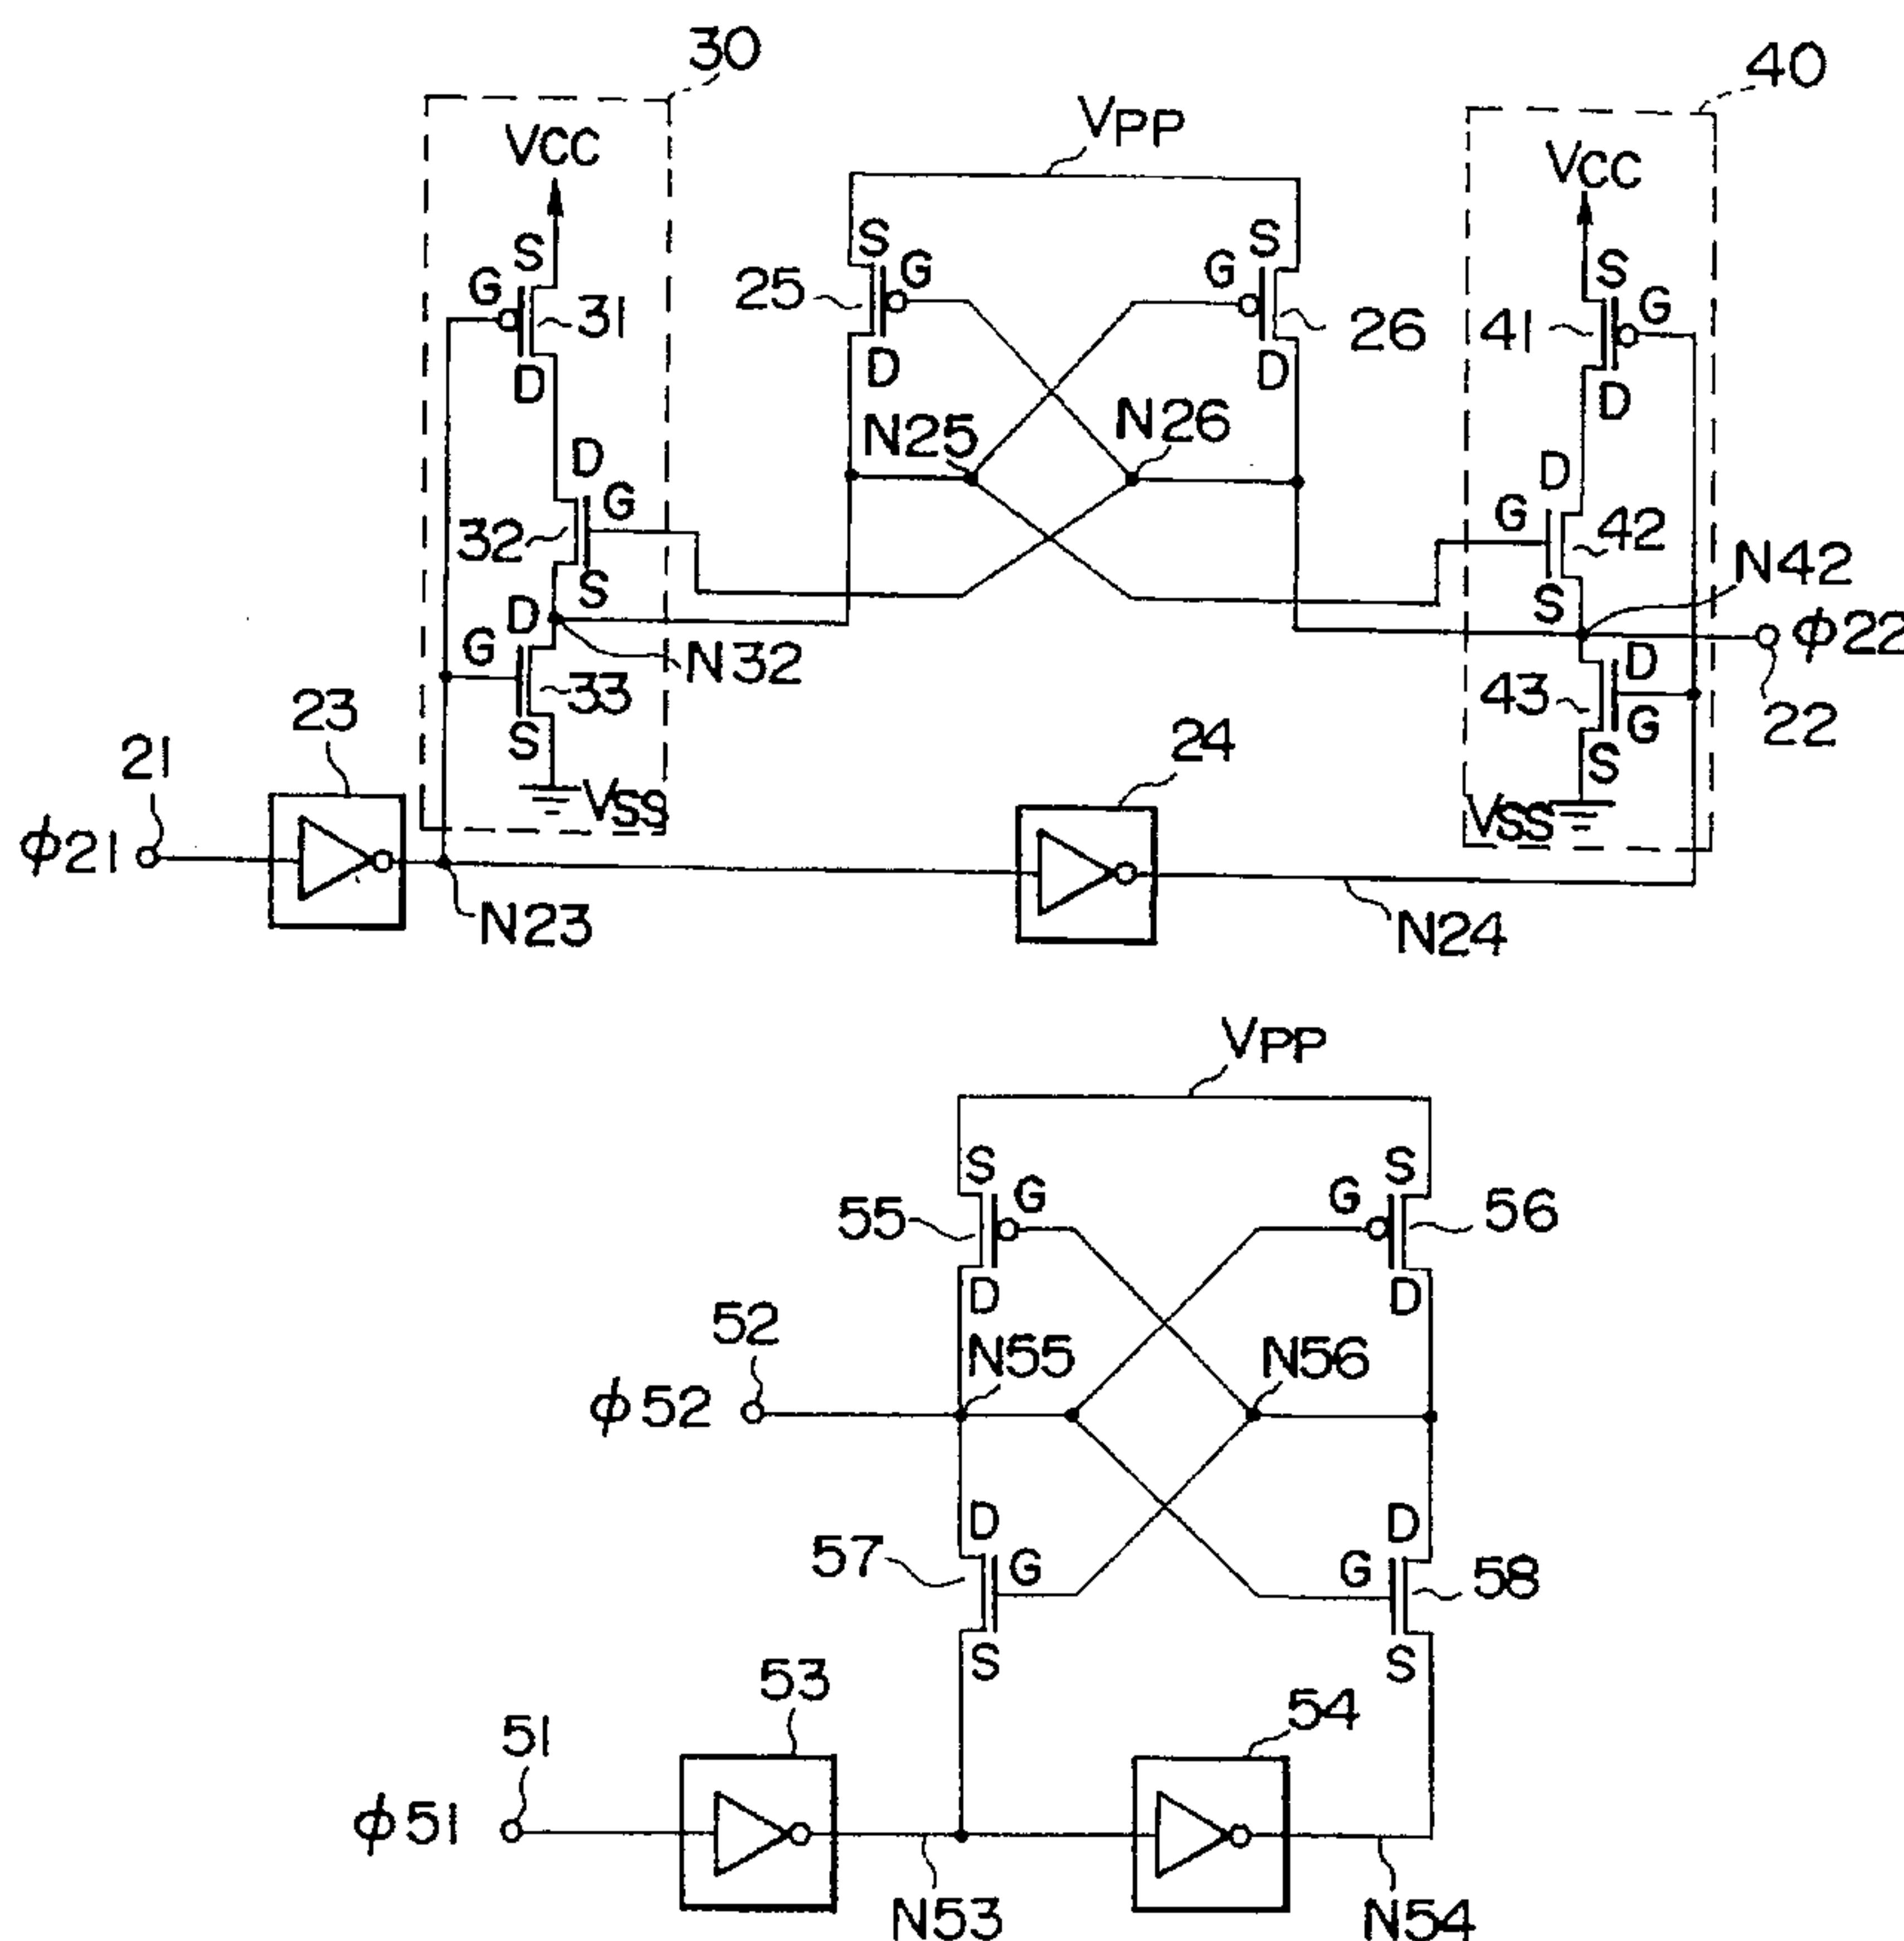 30
40
VCC
VPP
VCC
S
G
31
D
S
G
25
D
S
G
26
D
S
G
41
D
N25
N26
D
G
32
S
D
G
42
S
N42
D
G
33
S
N32
VSS
φ22
D
43
G
S
22
VSS
21
23
24
φ21
N23
N24
VPP
S
G
55
D
S
G
56
D
52
N55
N56
φ52
D
57
G
S
D
G
58
S
53
54
51
φ51
N53
N54